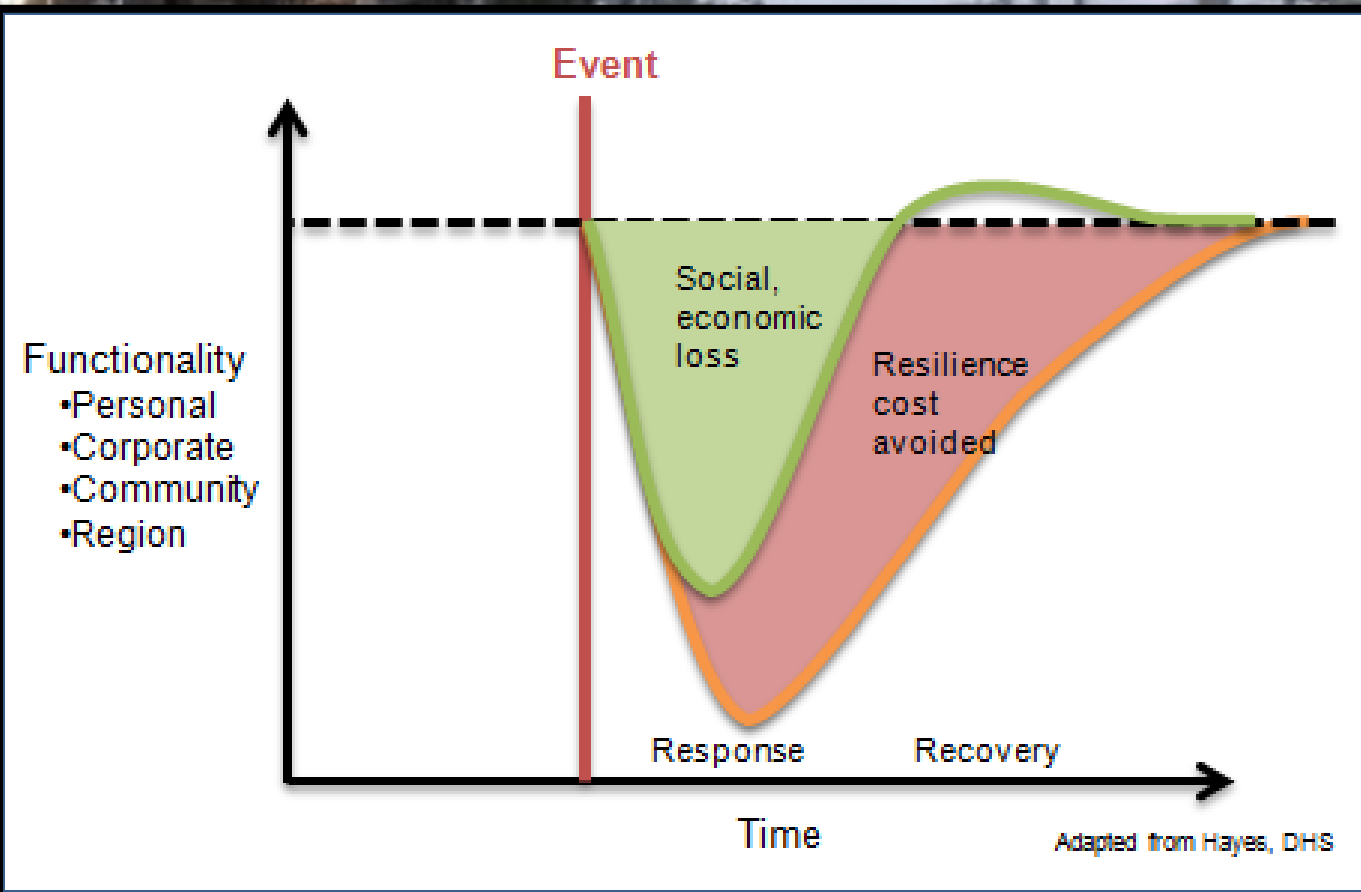 Event
Social,
economic
loss
Functionality
•Personal
•Corporate
•Community
•Region
Resilience
cost
avoided
Response
Recovery
Time
Adapted from Hayes, DHS